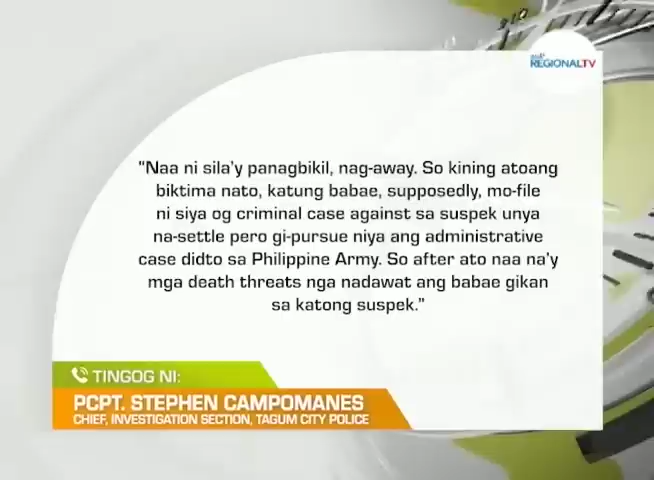 REGIONALTV
"Naa ni sila'y panagbikil, nag-away. So kining atoang
biktima nato, katung babae, supposedly, mo-file
ni siya og criminal case against sa suspek unya
na-settle pero gi-pursue niya ang administrative
case didto sa Philippine Army. So after ato naa na'y
mga death threats nga nadawat ang babae gikan
sa katong suspek."
TINGOG NI:
PCPT. STEPHEN CAMPOMANES
CHIEF, INVESTIGATION SECTION, TAGUM CITY POLICE